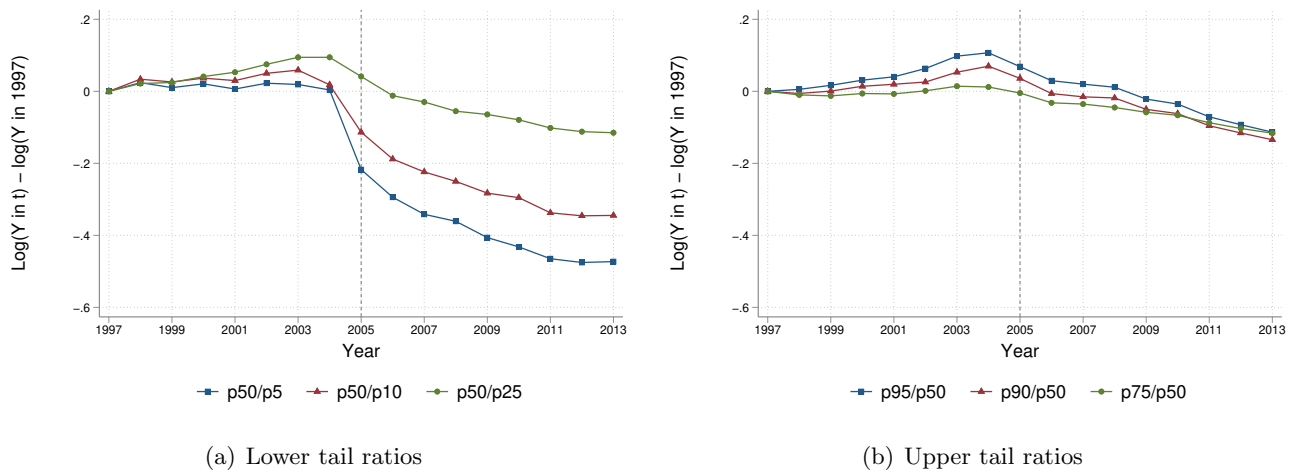 Log(Y in t) − log(Y in 1997)
.2
0
−.2
−.4
−.6
1997 1999 2001 2003 2005 2007 2009 2011 2013
Year
p50/p5 p50/p10 p50/p25
(a) Lower tail ratios
Log(Y in t) − log(Y in 1997)
.2
0
−.2
−.4
−.6
1997 1999 2001 2003 2005 2007 2009 2011 2013
Year
p95/p50 p90/p50 p75/p50
(b) Upper tail ratios